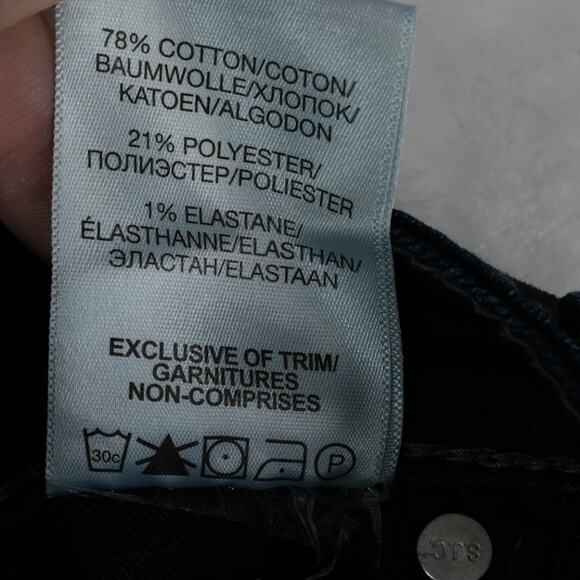 78% COTTON/COTON/
BAUMWOLLE/ХЛОПОК/
KATOEN/ALGODON
21% POLYESTER/
ПОЛИЭСТЕР/POLIESTER
1% ELASTANE/
ÉLASTHANNE/ELASTHAN/
ЭЛАСТАН/ELASTAAN
EXCLUSIVE OF TRIM/
GARNITURES
NON-COMPRISES
30c
P
S.J.C.